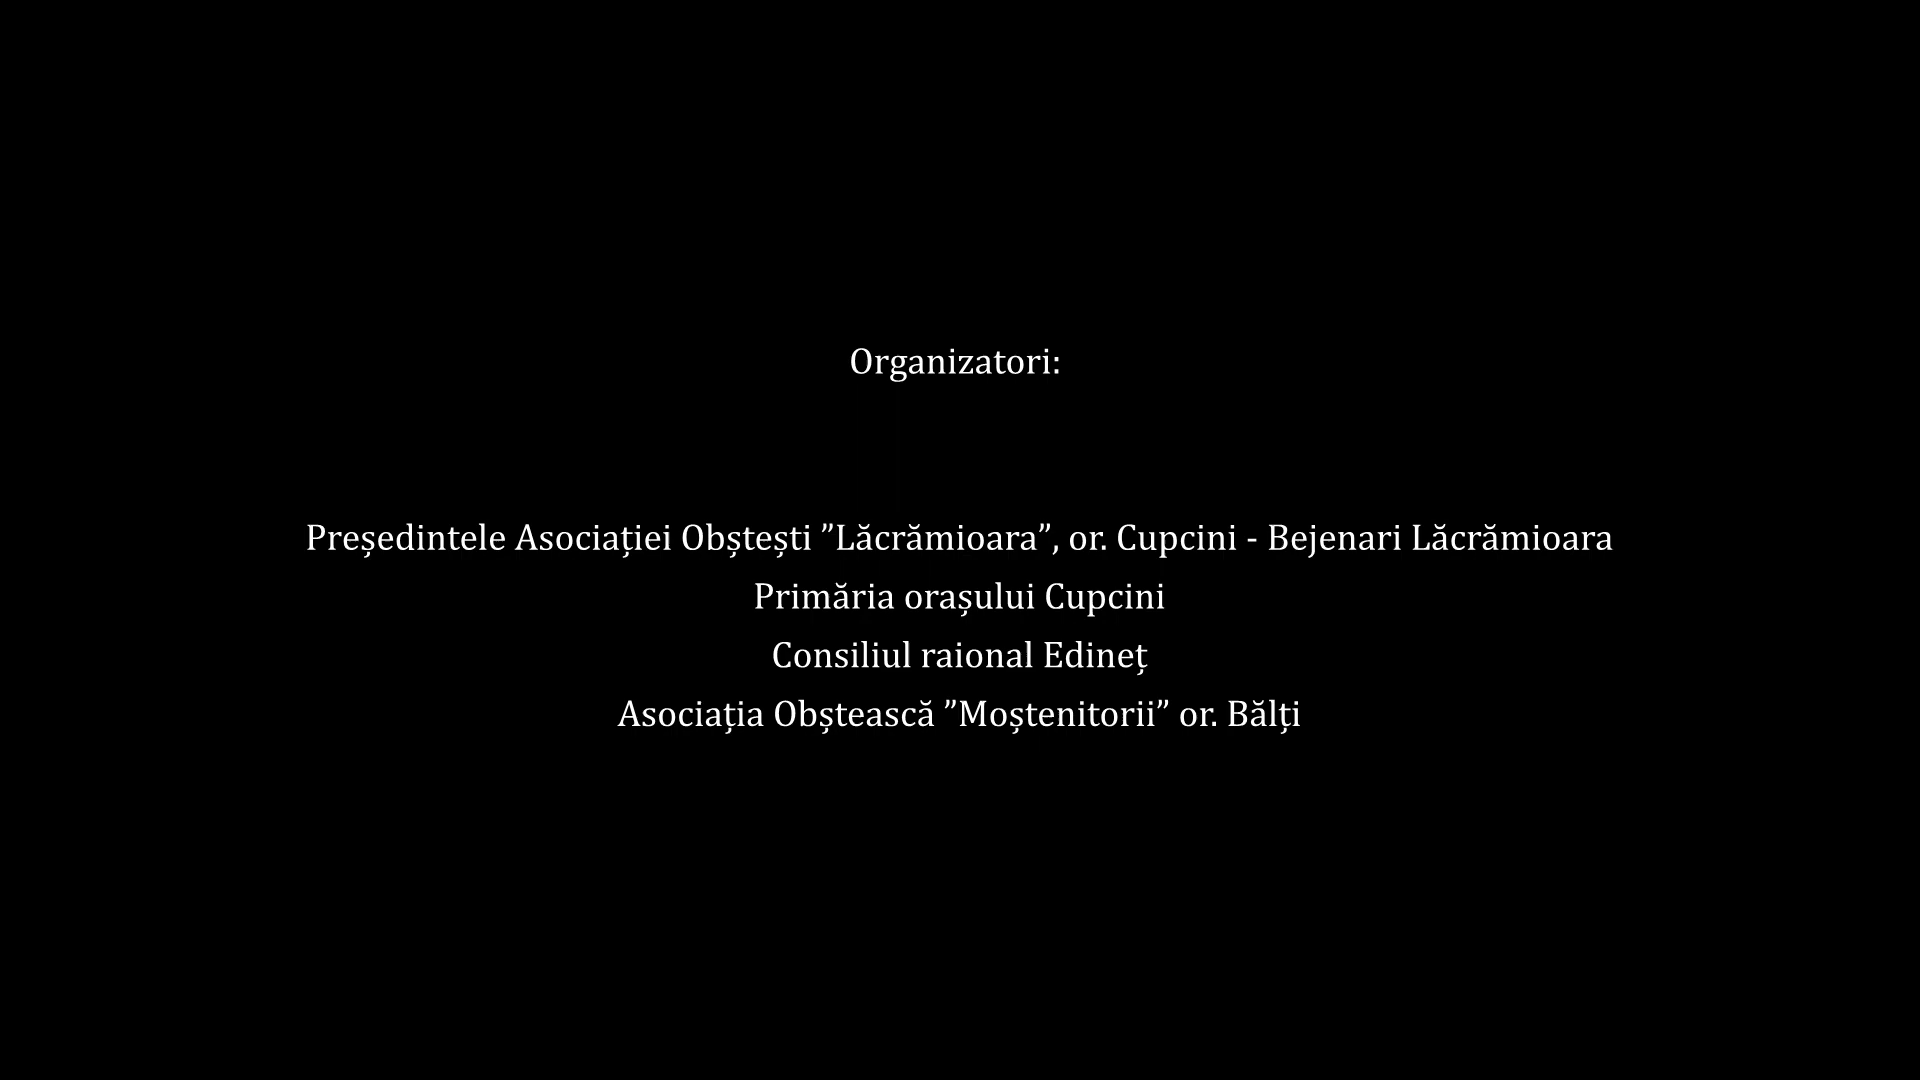 Organizatori:
Președintele Asociației Obștești ”Lăcrămioara”, or. Cupcini - Bejenari Lăcrămioara
Primăria orașului Cupcini
Consiliul raional Edineț
Asociația Obștească ”Moștenitorii” or. Bălți